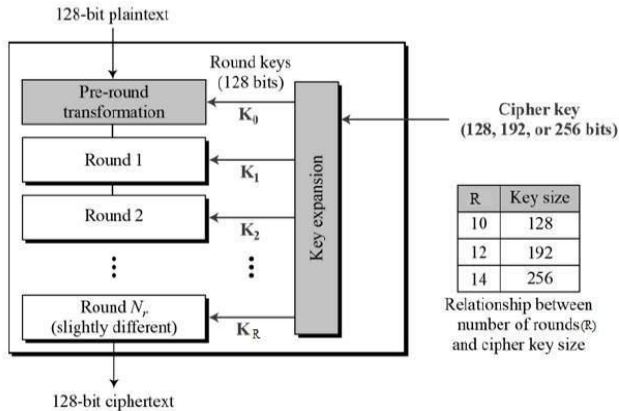 128-bit plaintext
Round keys
(128 bits)
Pre-round
transformation
K0
Cipher key
(128, 192, or 256 bits)
Round 1
K1
Round 2
K2
Key expansion
R Key size
10 128
12 192
14 256
Round Nr
(slightly different)
KR
Relationship between
number of rounds(R)
and cipher key size
128-bit ciphertext